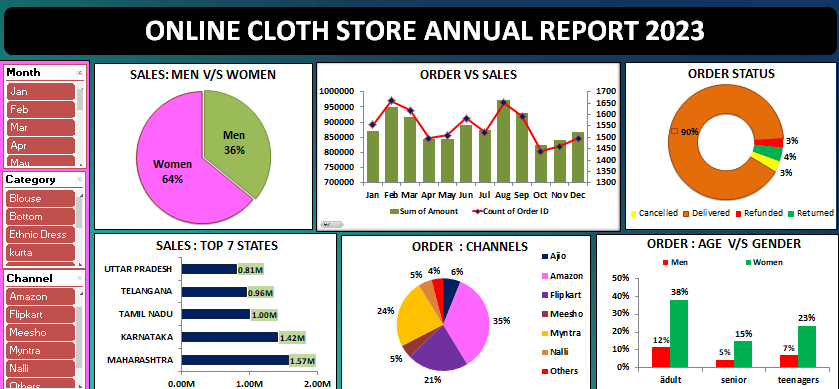 ONLINE CLOTH STORE ANNUAL REPORT 2023
Month
Jan
Feb
Mar
Apr
May
Category
Blouse
Bottom
Ethnic Dress
kurta
Channel
Amazon
Flipkart
Meesho
Myntra
Nalli
Others
SALES: MEN V/S WOMEN
Men
36%
Women
64%
ORDER VS SALES
1000000
950000
900000
850000
800000
750000
700000
1700
1650
1600
1550
1500
1450
1400
1350
1300
Jan Feb Mar Apr May Jun Jul Aug Sep Oct Nov Dec
Sum of Amount Count of Order ID
ORDER STATUS
90%
3%
4%
3%
Cancelled Delivered Refunded Returned
SALES : TOP 7 STATES
UTTAR PRADESH 0.81M
TELANGANA 0.96M
TAMIL NADU 1.00M
KARNATAKA 1.42M
MAHARASHTRA 1.57M
0.00M 1.00M 2.00M
ORDER : CHANNELS
6%
35%
21%
5%
24%
5%
4%
Ajio
Amazon
Flipkart
Meesho
Myntra
Nalli
Others
ORDER : AGE V/S GENDER
Men Women
50%
40%
30%
20%
10%
0%
12% 38%
5% 15%
7% 23%
adult senior teenagers